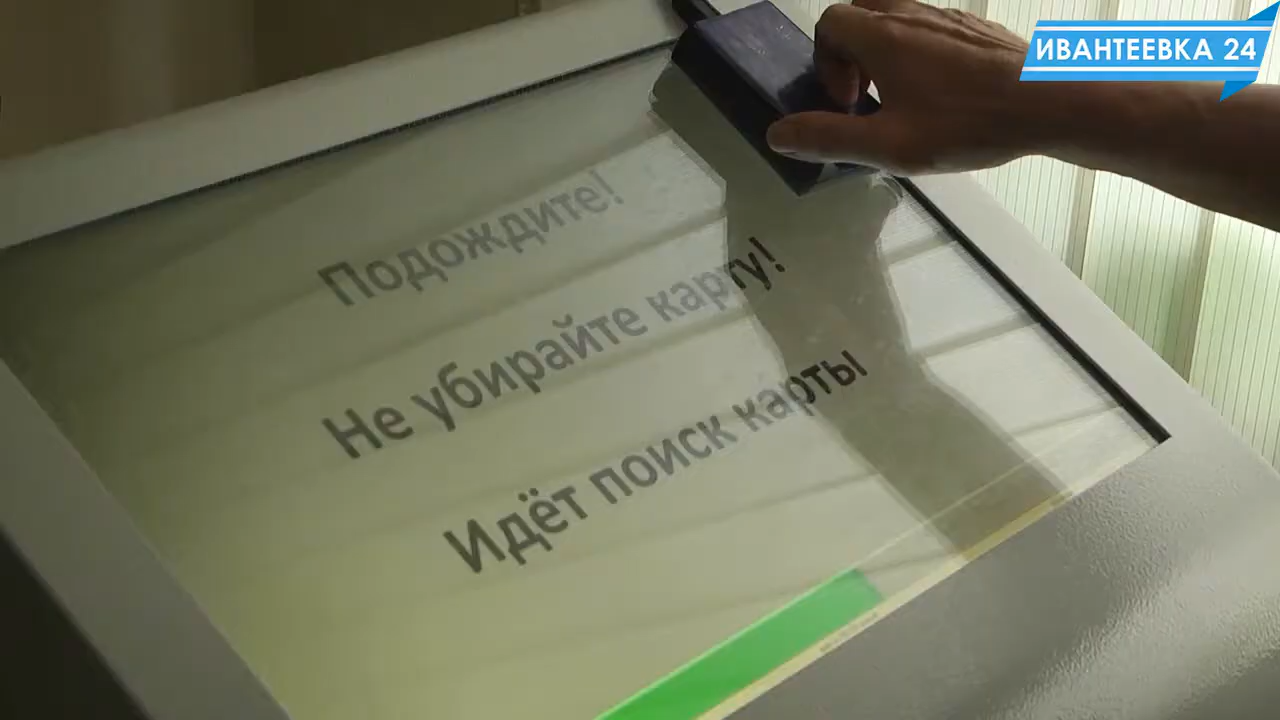 ИВАНТЕЕВКА 24
Подождите!
Не убирайте карту!
Идёт поиск карты